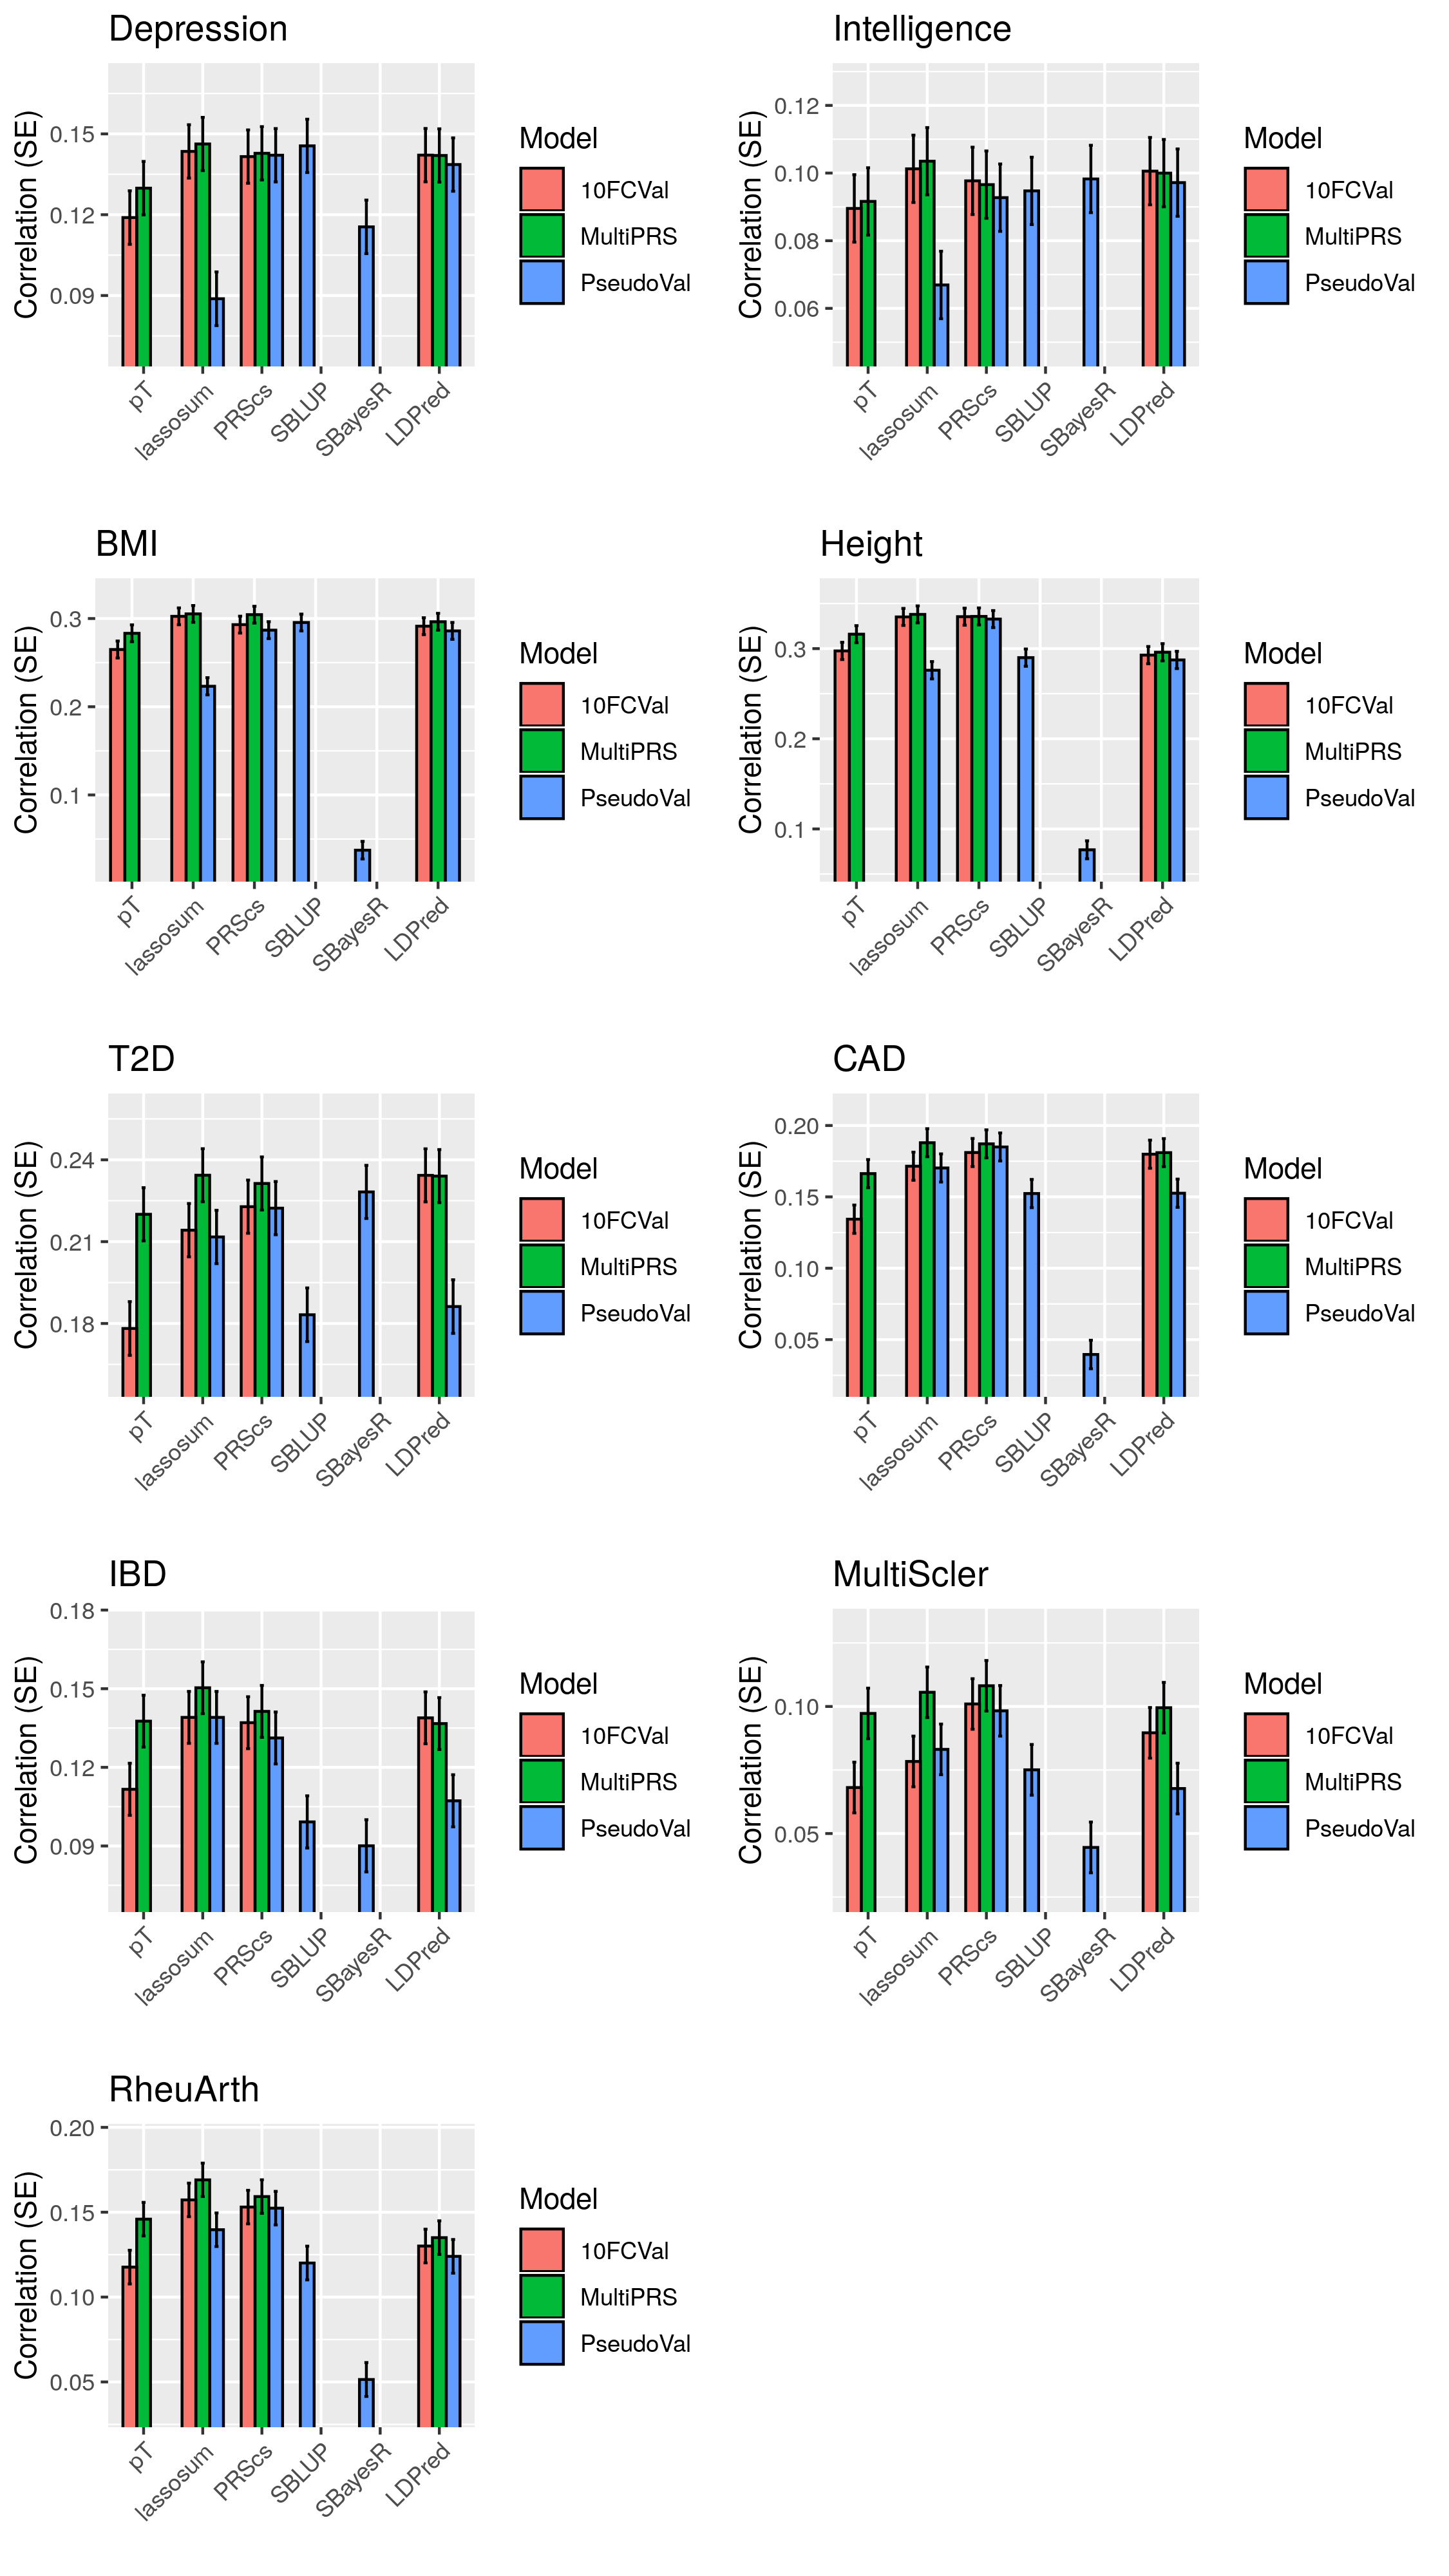 Depression
Correlation (SE)
0.15
0.12
0.09
pT
lassosum
PRScs
SBLUP
SBayesR
LDPred
Model
10FCVal
MultiPRS
PseudoVal
Intelligence
Correlation (SE)
0.12
0.10
0.08
0.06
pT
lassosum
PRScs
SBLUP
SBayesR
LDPred
Model
10FCVal
MultiPRS
PseudoVal
BMI
Correlation (SE)
0.3
0.2
0.1
pT
lassosum
PRScs
SBLUP
SBayesR
LDPred
Model
10FCVal
MultiPRS
PseudoVal
Height
Correlation (SE)
0.3
0.2
0.1
pT
lassosum
PRScs
SBLUP
SBayesR
LDPred
Model
10FCVal
MultiPRS
PseudoVal
T2D
Correlation (SE)
0.24
0.21
0.18
pT
lassosum
PRScs
SBLUP
SBayesR
LDPred
Model
10FCVal
MultiPRS
PseudoVal
CAD
Correlation (SE)
0.20
0.15
0.10
0.05
pT
lassosum
PRScs
SBLUP
SBayesR
LDPred
Model
10FCVal
MultiPRS
PseudoVal
IBD
Correlation (SE)
0.18
0.15
0.12
0.09
pT
lassosum
PRScs
SBLUP
SBayesR
LDPred
Model
10FCVal
MultiPRS
PseudoVal
MultiScler
Correlation (SE)
0.10
0.05
pT
lassosum
PRScs
SBLUP
SBayesR
LDPred
Model
10FCVal
MultiPRS
PseudoVal
RheuArth
Correlation (SE)
0.20
0.15
0.10
0.05
pT
lassosum
PRScs
SBLUP
SBayesR
LDPred
Model
10FCVal
MultiPRS
PseudoVal